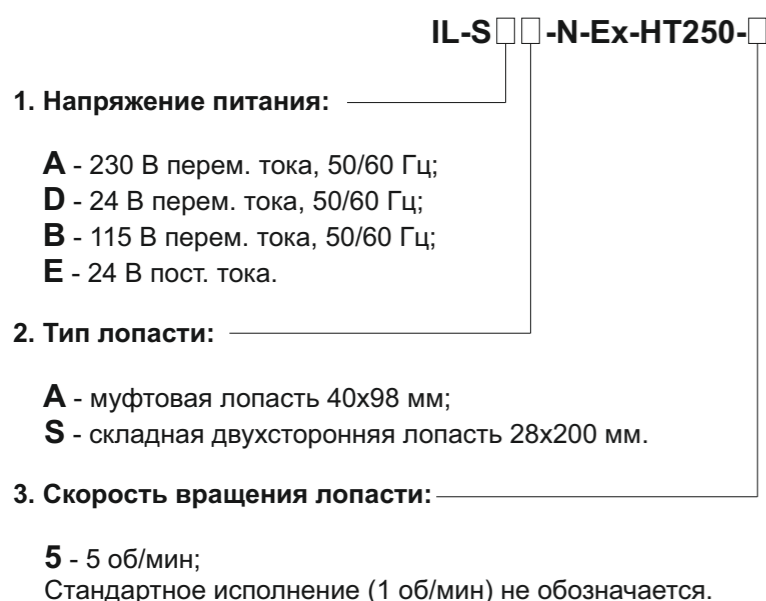 IL-S□□-N-Ex-HT250-□
1. Напряжение питания:
A - 230 В перем. тока, 50/60 Гц;
D - 24 В перем. тока, 50/60 Гц;
B - 115 В перем. тока, 50/60 Гц;
E - 24 В пост. тока.
2. Тип лопасти:
A - муфтовая лопасть 40х98 мм;
S - складная двухсторонняя лопасть 28х200 мм.
3. Скорость вращения лопасти:
5 - 5 об/мин;
Стандартное исполнение (1 об/мин) не обозначается.